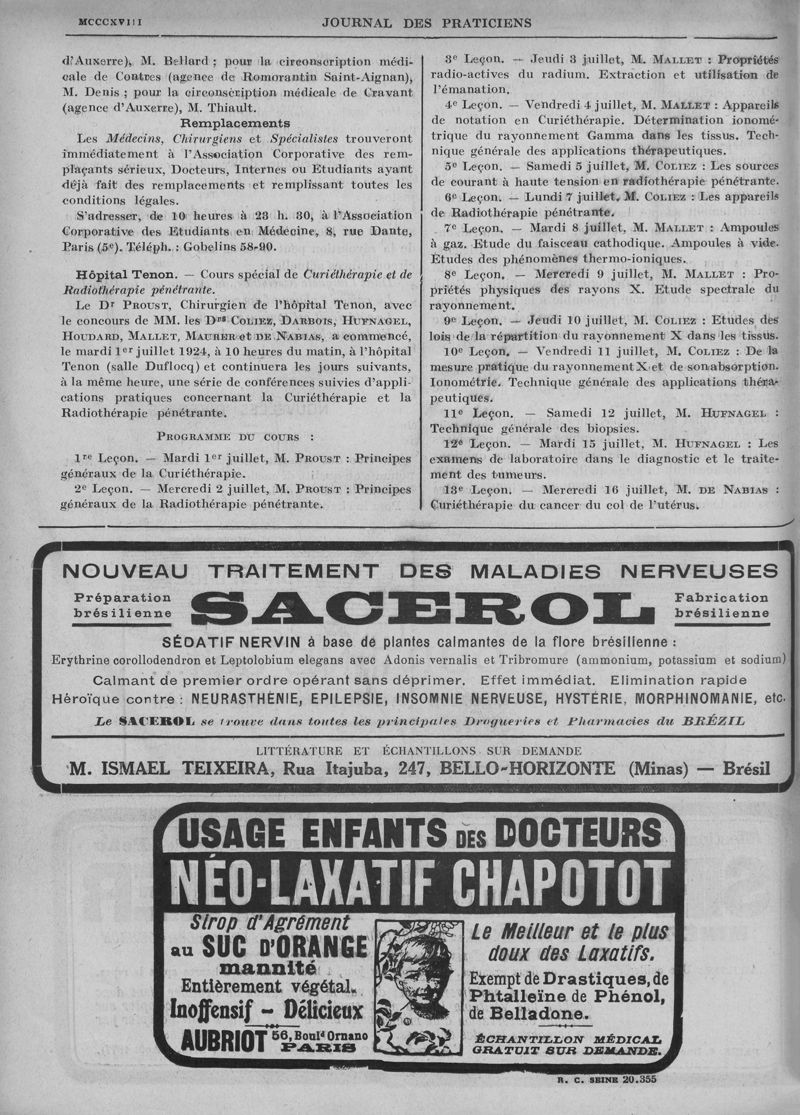 MCCCXVIII
JOURNAL DES PRATICIENS
d'Auxerre), M. Bellard ; pour la circonscription médi-
cale de Contres (agence de Romorantin Saint-Aignan),
M. Denis ; pour la circonscription médicale de Cravant
(agence d'Auxerre), M. Thiault.
Remplacements
Les Médecins, Chirurgiens et Spécialistes trouveront
immédiatement à l'Association Corporative des rem-
plaçants sérieux, Docteurs, Internes ou Etudiants ayant
déjà fait des remplacements et remplissant toutes les
conditions légales.
S'adresser, de 10 heures à 23 h. 30, à l'Association
Corporative des Etudiants en Médecine, 8, rue Dante,
Paris (5e). Téléph. : Gobelins 58-90.
Hôpital Tenon. — Cours spécial de Curiéthérapie et de
Radiothérapie pénétrante.
Le Dr PROUST, Chirurgien de l'hôpital Tenon, avec
le concours de MM. les Drs COLIEZ, DARBOIS, HUFNAGEL,
HOUDARD, MALLET, MAURER et DE NABIAS, a commencé,
le mardi 1er juillet 1924, à 10 heures du matin, à l'hôpital
Tenon (salle Duflocq) et continuera les jours suivants,
à la même heure, une série de conférences suivies d'appli-
cations pratiques concernant la Curiéthérapie et la
Radiothérapie pénétrante.
PROGRAMME DU COURS :
1re Leçon. — Mardi 1er juillet, M. PROUST : Principes
généraux de la Curiéthérapie.
2e Leçon. — Mercredi 2 juillet, M. PROUST : Principes
généraux de la Radiothérapie pénétrante.
3e Leçon. — Jeudi 3 juillet, M. MALLET : Propriétés
radio-actives du radium. Extraction et utilisation de
l'émanation.
4e Leçon. — Vendredi 4 juillet, M. MALLET : Appareils
de notation en Curiéthérapie. Détermination ionomé-
trique du rayonnement Gamma dans les tissus. Tech-
nique générale des applications thérapeutiques.
5e Leçon. — Samedi 5 juillet, M. COLIEZ : Les sources
de courant à haute tension en radiothérapie pénétrante.
6e Leçon. — Lundi 7 juillet, M. COLIEZ : Les appareils
de Radiothérapie pénétrante.
7e Leçon. — Mardi 8 juillet, M. MALLET : Ampoules
à gaz. Etude du faisceau cathodique. Ampoules à vide.
Études des phénomènes thermo-ioniques.
8e Leçon. — Mercredi 9 juillet, M. MALLET : Pro-
priétés physiques des rayons X. Etude spectrale du
rayonnement.
9e Leçon. — Jeudi 10 juillet, M. COLIEZ : Etudes des
lois de la répartition du rayonnement X dans les tissus.
10e Leçon. — Vendredi 11 juillet, M. COLIEZ : De la
mesure pratique du rayonnement X et de son absorption.
Ionométrie. Technique générale des applications théra-
peutiques.
11e Leçon. — Samedi 12 juillet, M. HUFNAGEL :
Technique générale des biopsies.
12e Leçon. — Mardi 15 juillet, M. HUFNAGEL : Les
examens de laboratoire dans le diagnostic et le traite-
ment des tumeurs.
13e Leçon. — Mercredi 16 juillet, M. DE NABIAS :
Curiéthérapie du cancer du col de l'utérus.
NOUVEAU TRAITEMENT DES MALADIES NERVEUSES
Préparation
brésilienne
SACEROL
Fabrication
brésilienne
SÉDATIF NERVIN à base de plantes calmantes de la flore brésilienne :
Erythrine corollodendron et Leptolobium elegans avec Adonis vernalis et Tribromure (ammonium, potassium et sodium)
Calmant de premier ordre opérant sans déprimer. Effet immédiat. Elimination rapide
Héroïque contre : NEURASTHÉNIE, EPILEPSIE, INSOMNIE NERVEUSE, HYSTÉRIE, MORPHINOMANIE, etc.
Le SACEROL se trouve dans toutes les principales Drogueries et Pharmacies du BRÉZIL
LITTÉRATURE ET ÉCHANTILLONS SUR DEMANDE
M. ISMAEL TEIXEIRA, Rua Itajuba, 247, BELLO-HORIZONTE (Minas) — Brésil
USAGE ENFANTS DES DOCTEURS
NÉO-LAXATIF CHAPOTOT
Sirop d'Agrément
au SUC D'ORANGE
mannité
Entièrement végétal.
Inoffensif - Délicieux
AUBRIOT 56, Bould Ornano
PARIS
Le Meilleur et le plus
doux des Laxatifs.
Exempt de Drastiques, de
Phtalleïne de Phénol,
de Belladone.
ÉCHANTILLON MÉDICAL
GRATUIT SUR DEMANDE.
R. C. SEINE 20.355